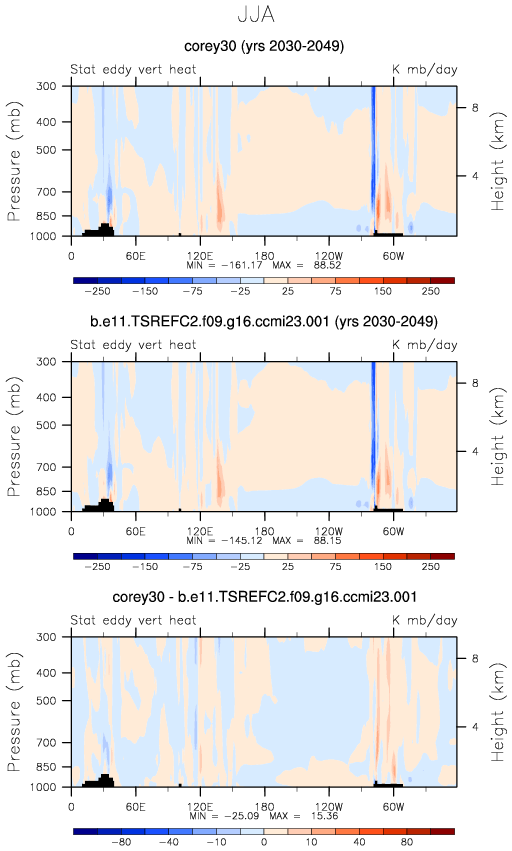 JJA
corey30 (yrs 2030-2049)
Stat eddy vert heat K mb/day
300
400
500
700
850
1000
Pressure (mb)
8
4
Height (km)
0 60E 120E 180 120W 60W
MIN = -161.17 MAX = 88.52
-250 -150 -75 -25 25 75 150 250
b.e11.TSREFC2.f09.g16.ccmi23.001 (yrs 2030-2049)
Stat eddy vert heat K mb/day
300
400
500
700
850
1000
Pressure (mb)
8
4
Height (km)
0 60E 120E 180 120W 60W
MIN = -145.12 MAX = 88.15
-250 -150 -75 -25 25 75 150 250
corey30 - b.e11.TSREFC2.f09.g16.ccmi23.001
Stat eddy vert heat K mb/day
300
400
500
700
850
1000
Pressure (mb)
8
4
Height (km)
0 60E 120E 180 120W 60W
MIN = -25.09 MAX = 15.36
-80 -40 -10 0 10 40 80